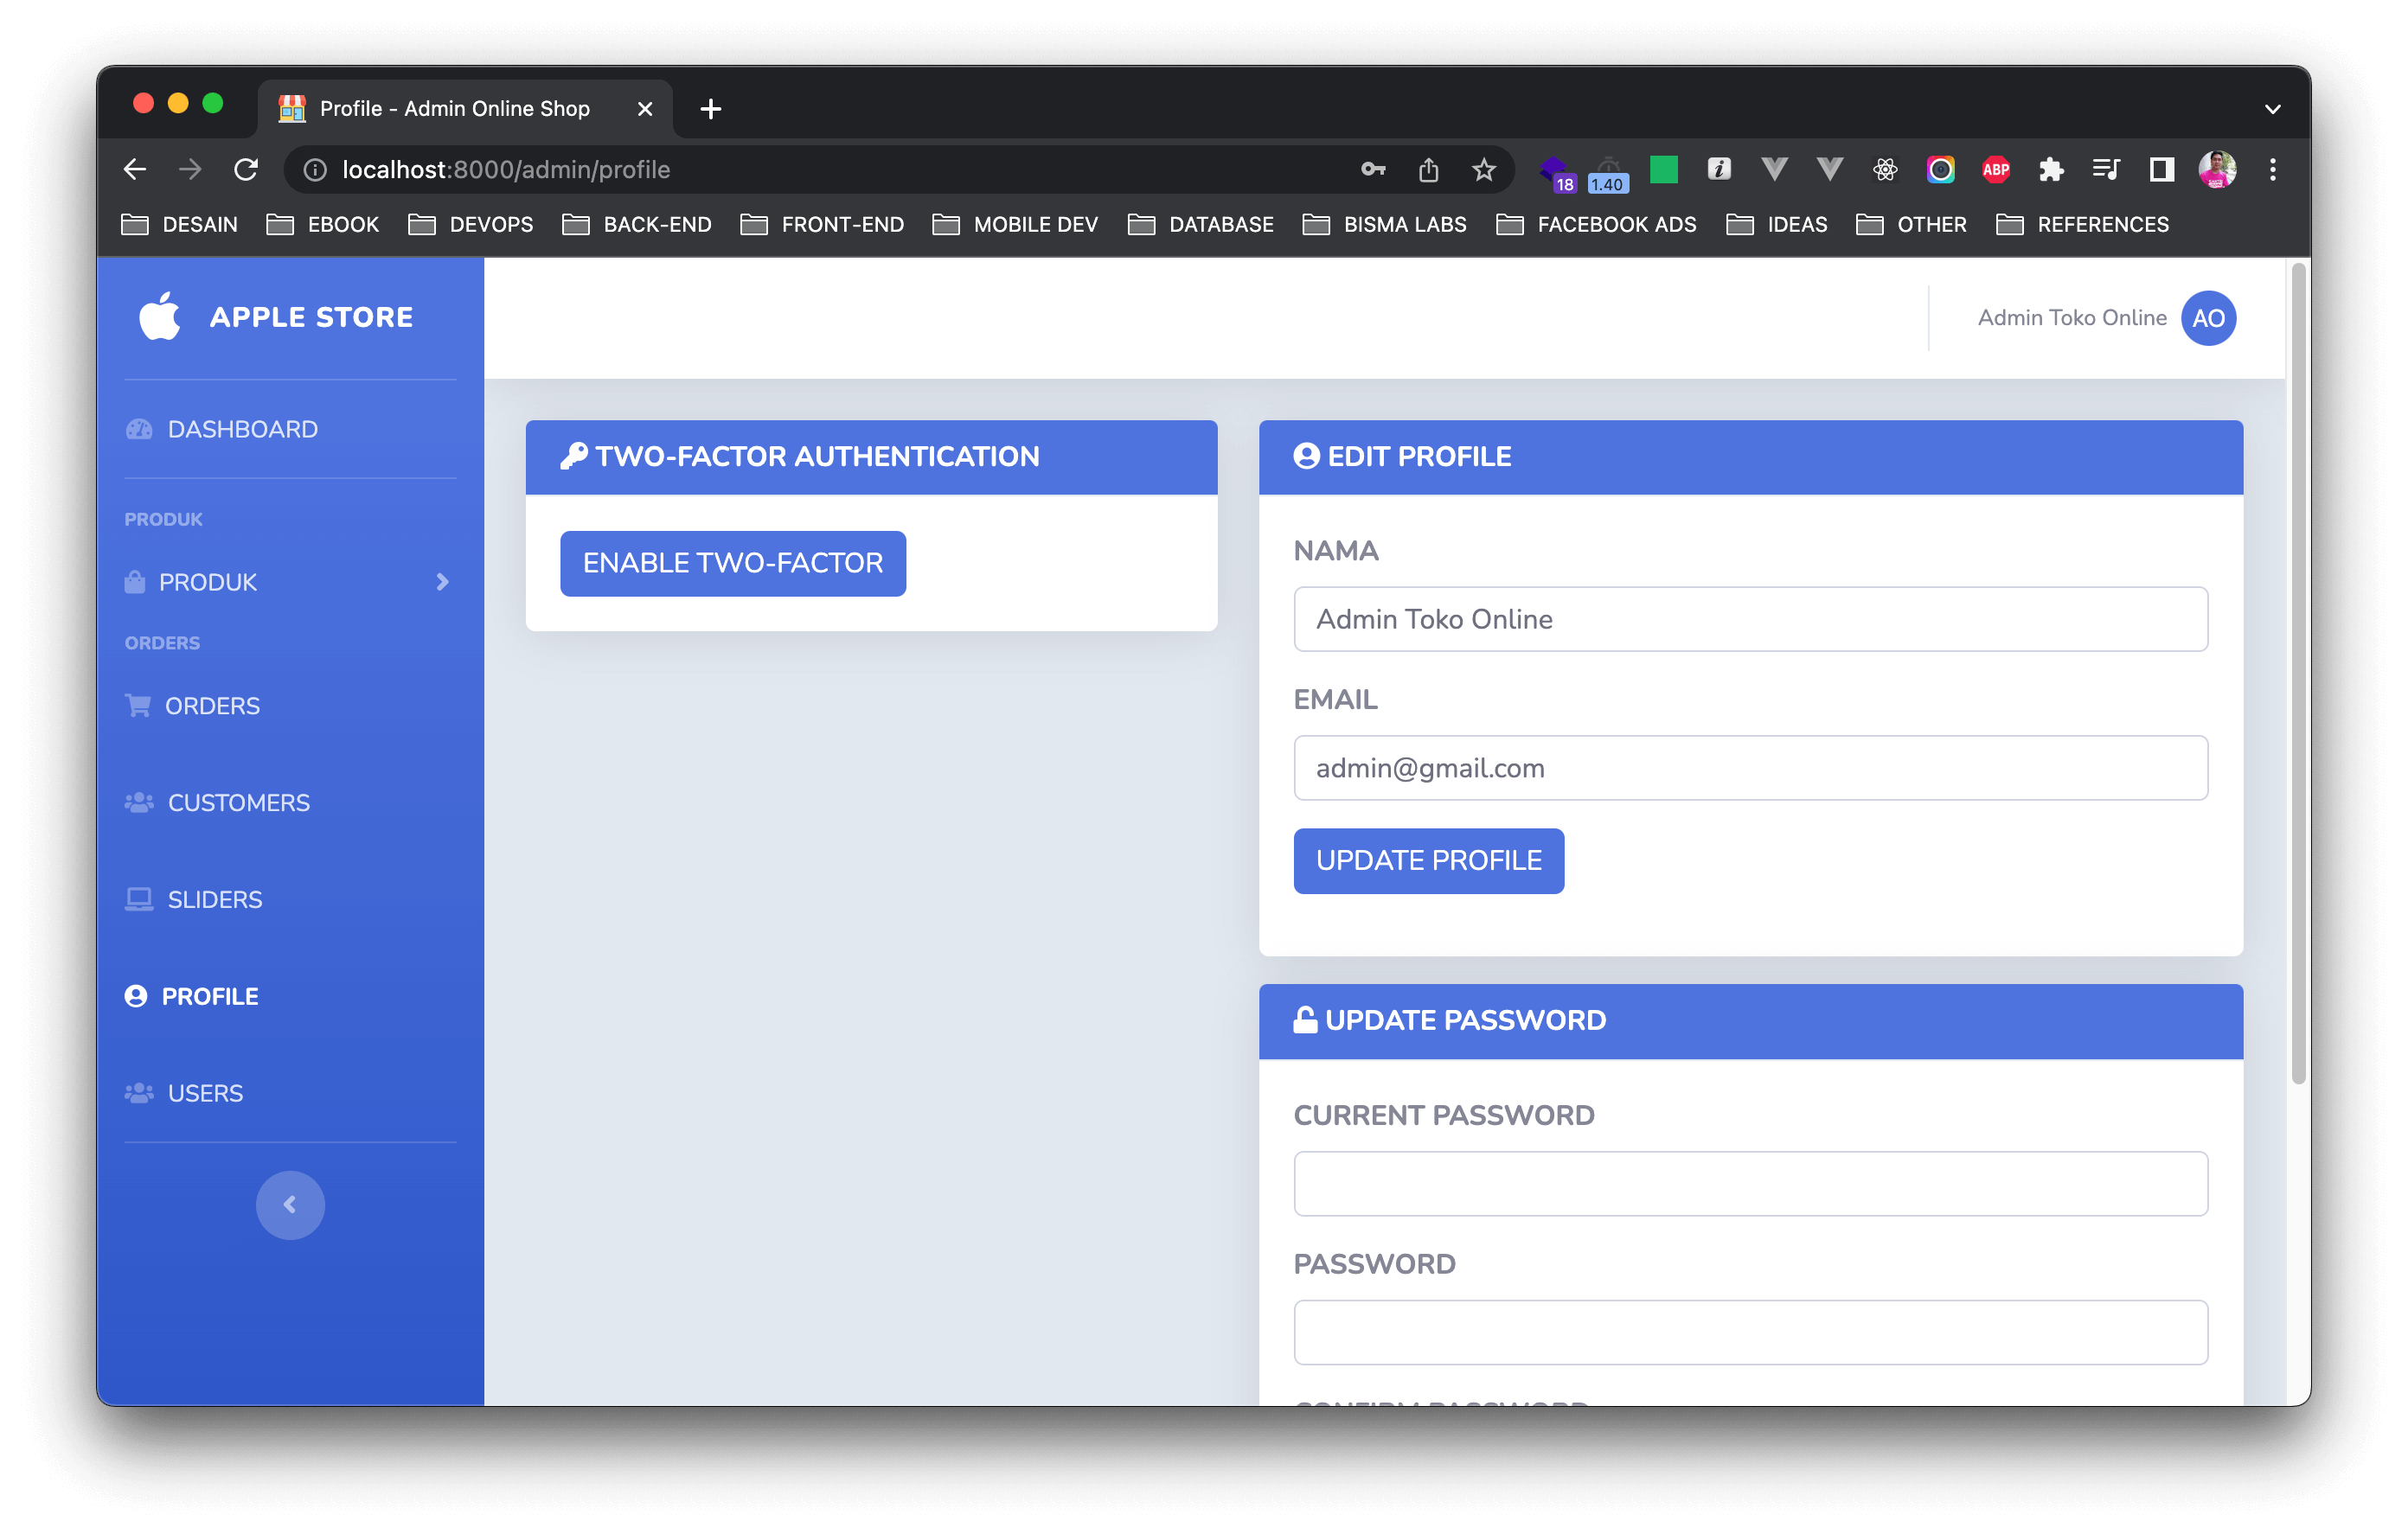 Profile - Admin Online Shop
localhost:8000/admin/profile
18
1.40
ABP
DESAIN EBOOK DEVOPS BACK-END FRONT-END MOBILE DEV DATABASE BISMA LABS FACEBOOK ADS IDEAS OTHER REFERENCES
APPLE STORE
Admin Toko Online AO
DASHBOARD
PRODUK
PRODUK
ORDERS
ORDERS
CUSTOMERS
SLIDERS
PROFILE
USERS
TWO-FACTOR AUTHENTICATION
ENABLE TWO-FACTOR
EDIT PROFILE
NAMA
Admin Toko Online
EMAIL
admin@gmail.com
UPDATE PROFILE
UPDATE PASSWORD
CURRENT PASSWORD
PASSWORD
CONFIRM PASSWORD